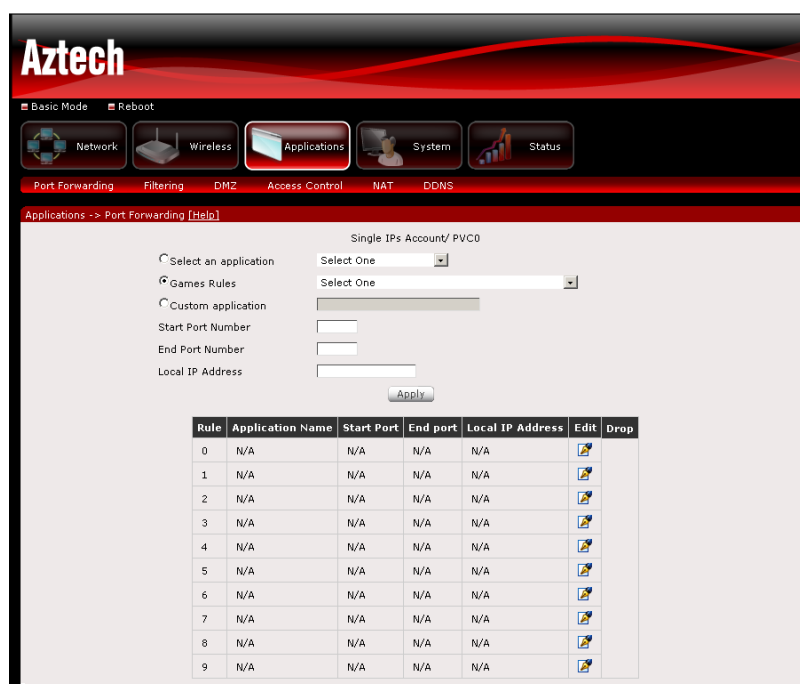 Aztech
Basic Mode Reboot
Network Wireless Applications System Status
Port Forwarding Filtering DMZ Access Control NAT DDNS
Applications -> Port Forwarding [Help]
Single IPs Account/ PVC0
Select an application Select One
Games Rules Select One
Custom application
Start Port Number
End Port Number
Local IP Address
Apply
Rule Application Name Start Port End port Local IP Address Edit Drop
0 N/A N/A N/A N/A
1 N/A N/A N/A N/A
2 N/A N/A N/A N/A
3 N/A N/A N/A N/A
4 N/A N/A N/A N/A
5 N/A N/A N/A N/A
6 N/A N/A N/A N/A
7 N/A N/A N/A N/A
8 N/A N/A N/A N/A
9 N/A N/A N/A N/A